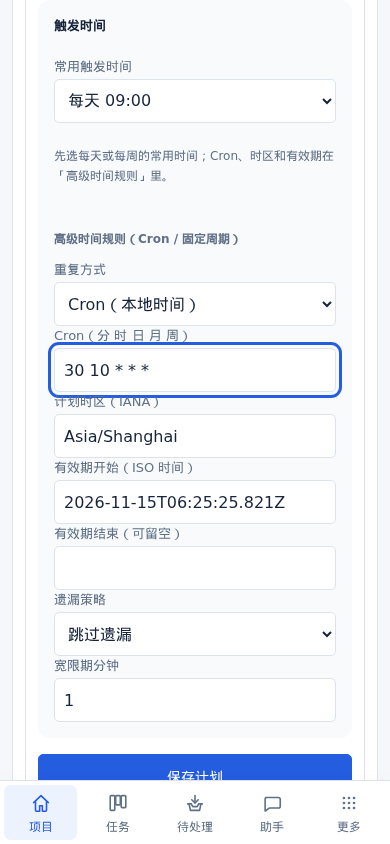 触发时间
常用触发时间
每天 09:00
先选每天或每周的常用时间；Cron、时区和有效期在
「高级时间规则」里。
高级时间规则（Cron / 固定周期）
重复方式
Cron（本地时间）
Cron（分 时 日 月 周）
30 10 * * *
计划时区（IANA）
Asia/Shanghai
有效期开始（ISO 时间）
2026-11-15T06:25:25.821Z
有效期结束（可留空）
遗漏策略
跳过遗漏
宽限期分钟
1
保存计划
项目 任务 待处理 助手 更多